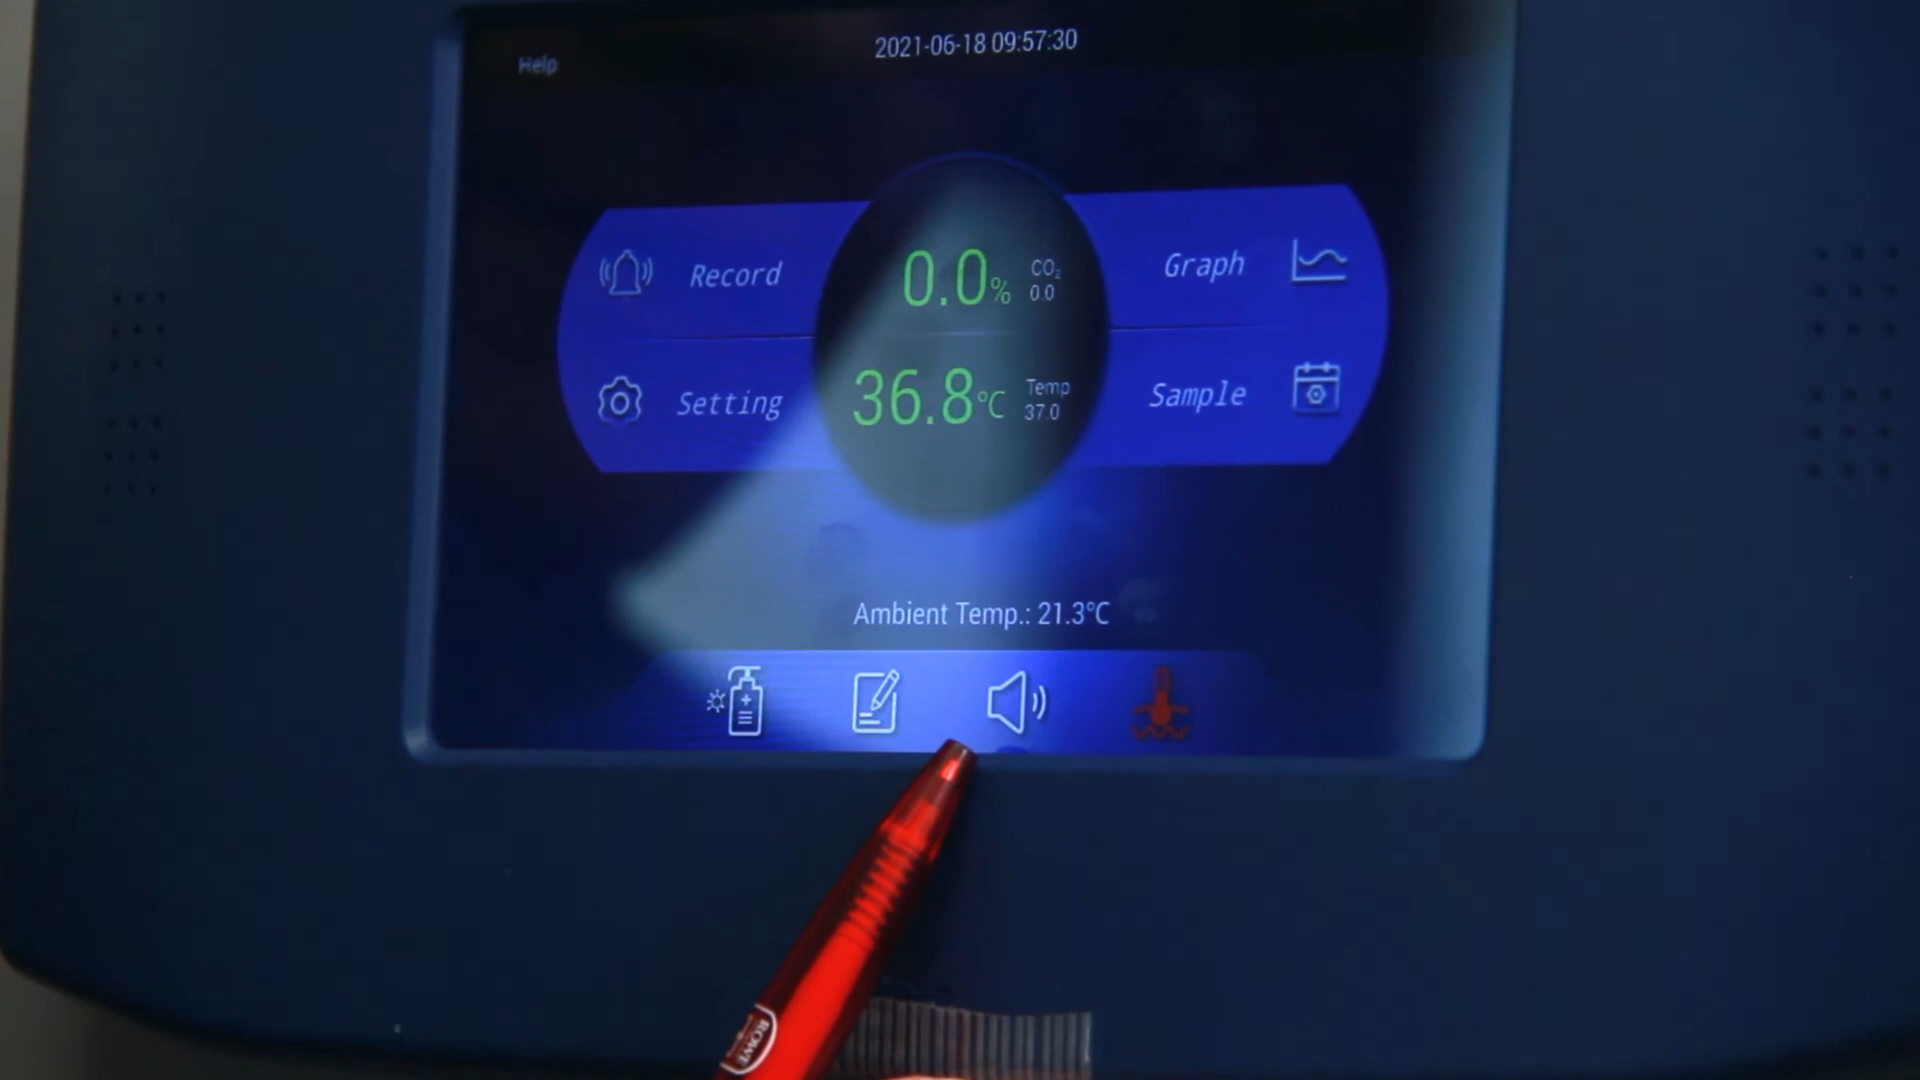 2021-06-18 09:57:30
Help
Record
0.0% CO₂
0.0
Graph
Setting
36.8℃ Temp
37.0
Sample
Ambient Temp.: 21.3℃
ROWE